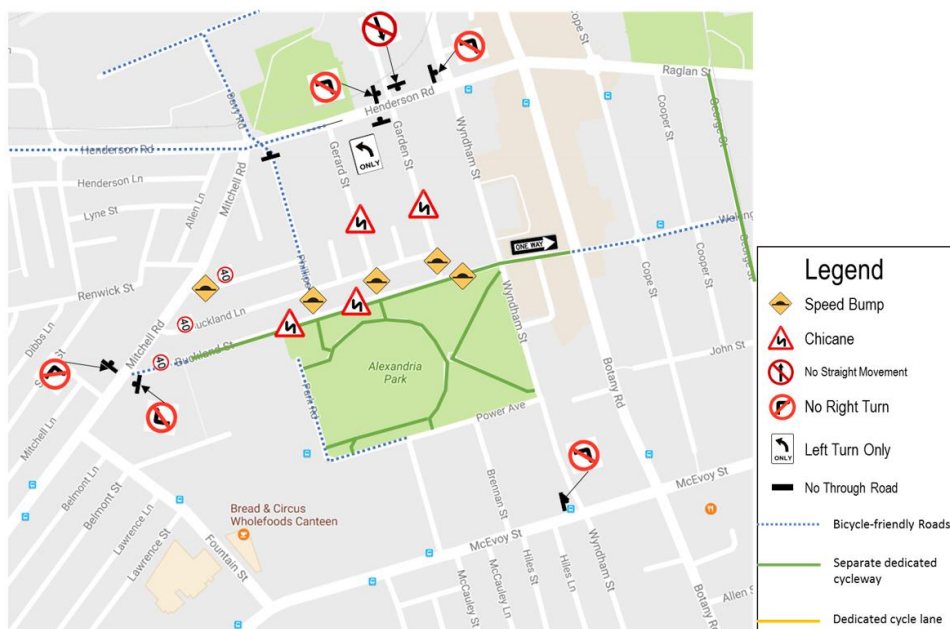 Cope St
Raglan St
Bary Rd
Henderson Rd
George St
Cooper St
Wyndham St
Garden St
Gerard St
ONLY
Henderson Rd
Henderson Ln
Mitchell Rd
Allen Ln
Lyne St
ONE WAY
George St
Phillips
40
Renwick St
Cope St
Cooper St
Buckland Ln
40
Wyndham St
Dibbs Ln
Mitchell Rd
Buckland St
40
Botany Rd
John St
Alexandria
Park
Park Rd
Power Ave
Mitchell Ln
Belmont Ln
Belmont St
Brennan St
McEvoy St
Lawrence Ln
Bread & Circus
Wholefoods Canteen
Lawrence St
Fountain St
McEvoy St
Hiles St
Hiles Ln
Wyndham St
McCauley St
McCauley Ln
Botany Rd
Allen S
Legend
Speed Bump
Chicane
No Straight Movement
No Right Turn
ONLY
Left Turn Only
No Through Road
Bicycle-friendly Roads
Separate dedicated
cycleway
Dedicated cycle lane